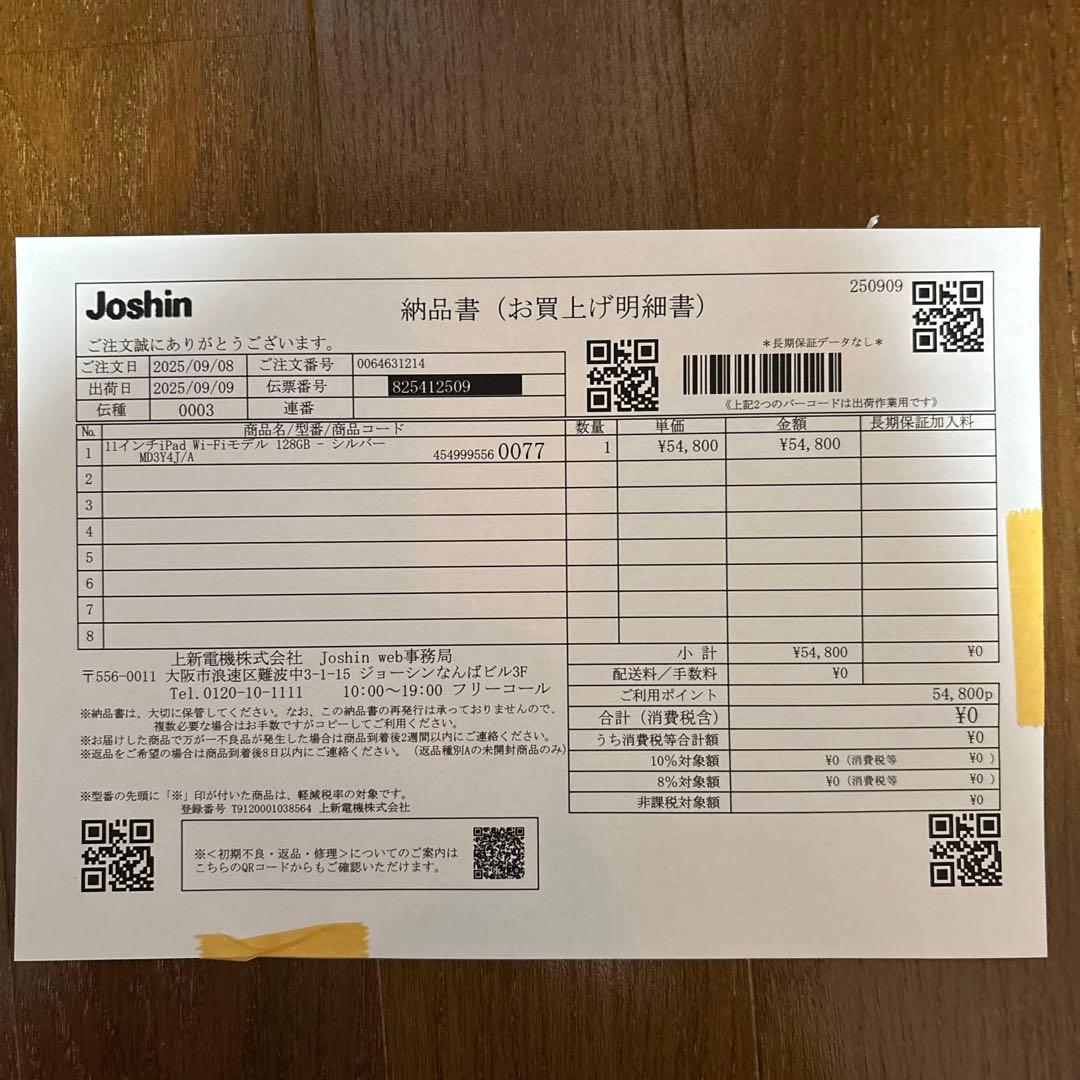 250909
Joshin
納品書（お買上げ明細書）
ご注文誠にありがとうございます。
＊長期保証データなし＊
ご注文日 2025/09/08 ご注文番号 0064631214
出荷日 2025/09/09 伝票番号 825412509
伝種 0003 連番
《上記2つのバーコードは出荷作業用です》
No. 商品名/型番/商品コード 数量 単価 金額 長期保証加入料
1 11インチiPad Wi-Fiモデル 128GB - シルバー
MD3Y4J/A 454999556 0077 1 ¥54,800 ¥54,800
2
3
4
5
6
7
8
小計 ¥54,800 ¥0
配送料／手数料 ¥0
ご利用ポイント 54,800p
合計（消費税含） ¥0
うち消費税等合計額 ¥0
10%対象額 ¥0（消費税等 ¥0 ）
8%対象額 ¥0（消費税等 ¥0 ）
非課税対象額 ¥0
上新電機株式会社 Joshin web事務局
〒556-0011 大阪市浪速区難波中3-1-15 ジョーシンなんばビル3F
Tel.0120-10-1111 10:00～19:00 フリーコール
※納品書は、大切に保管してください。なお、この納品書の再発行は承っておりませんので、
複数必要な場合はお手数ですがコピーしてご利用ください。
※お届けした商品で万が一不良品が発生した場合は商品到着後2週間以内にご連絡ください。
※返品をご希望の場合は商品到着後8日以内にご連絡ください。（返品種別Aの未開封商品のみ）
※型番の先頭に「※」印が付いた商品は、軽減税率の対象です。
登録番号 T9120001038564 上新電機株式会社
※＜初期不良・返品・修理＞についてのご案内は
こちらのQRコードからもご確認いただけます。